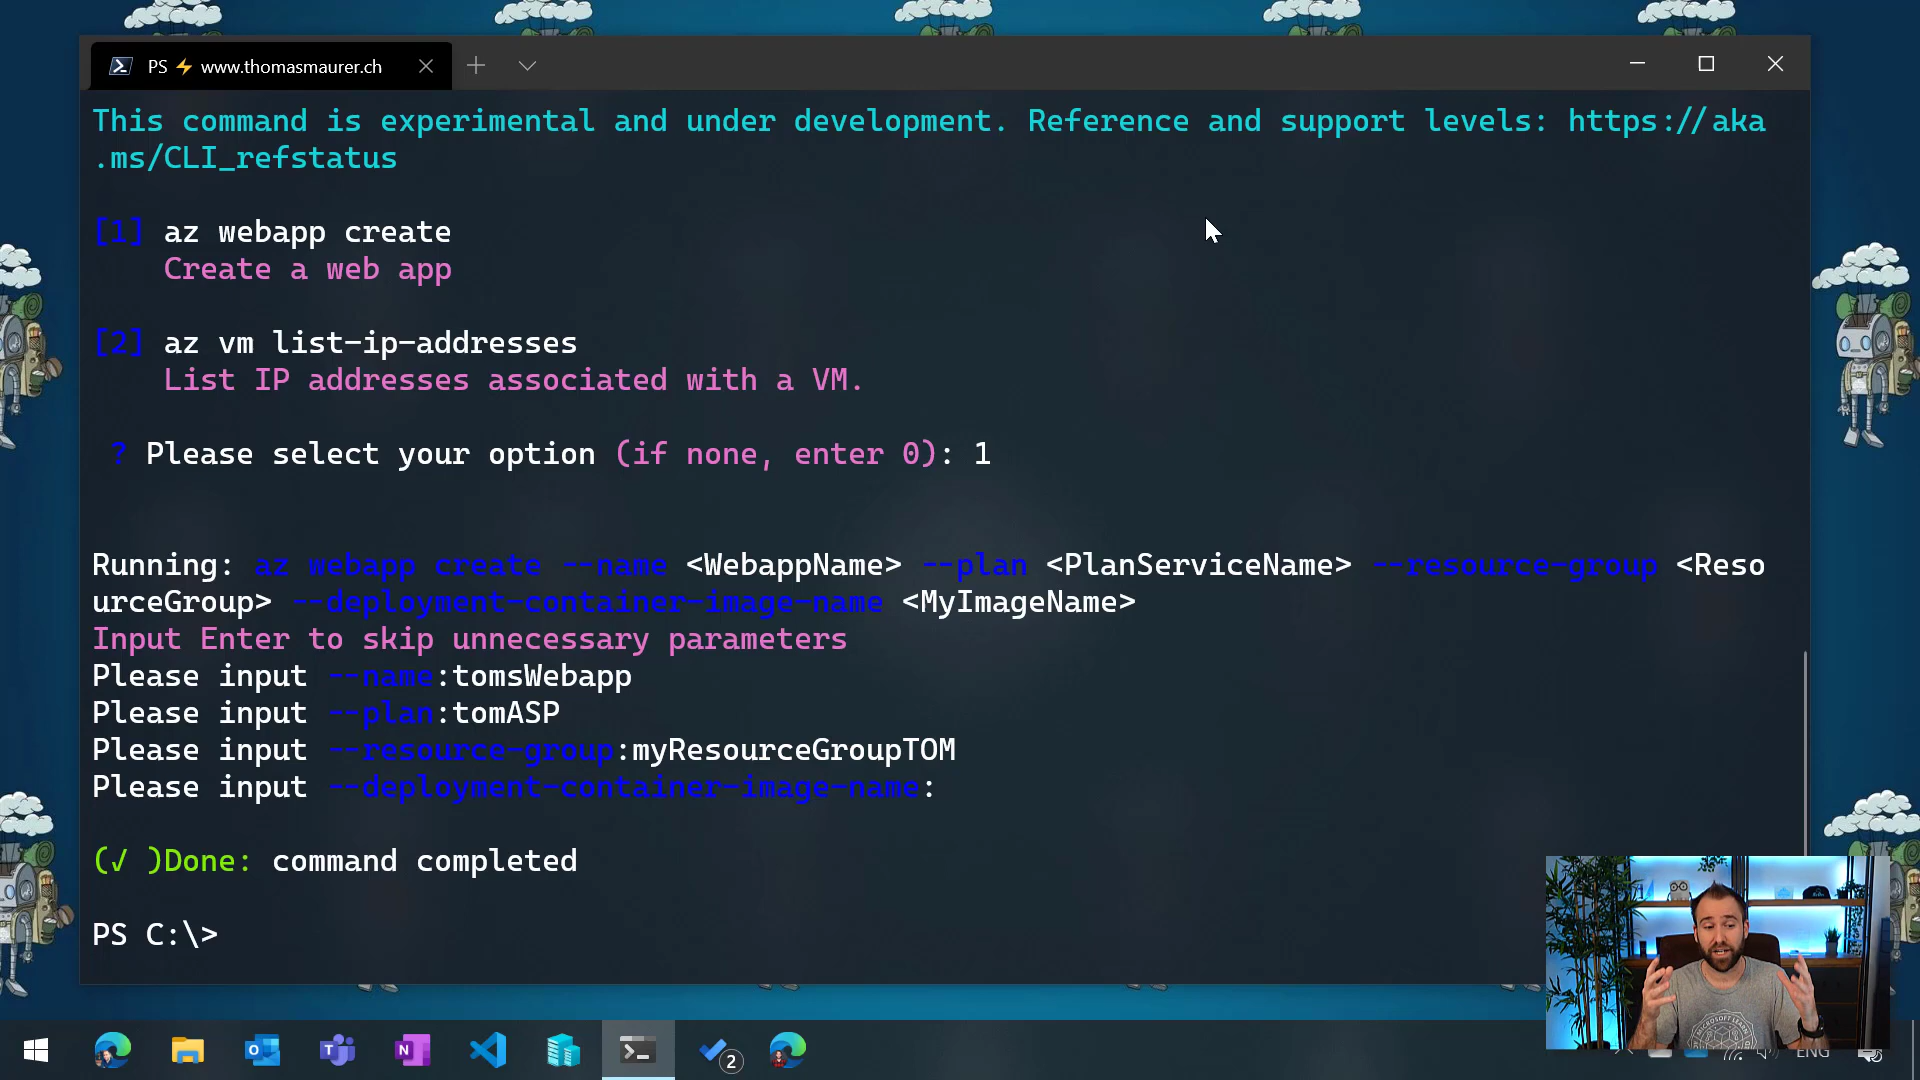 PS ⚡ www.thomasmaurer.ch
This command is experimental and under development. Reference and support levels: https://aka
.ms/CLI_refstatus
[1] az webapp create
Create a web app
[2] az vm list-ip-addresses
List IP addresses associated with a VM.
? Please select your option (if none, enter 0): 1
Running: az webapp create --name <WebappName> --plan <PlanServiceName> --resource-group <Reso
urceGroup> --deployment-container-image-name <MyImageName>
Input Enter to skip unnecessary parameters
Please input --name:tomsWebapp
Please input --plan:tomASP
Please input --resource-group:myResourceGroupTOM
Please input --deployment-container-image-name:
(√ )Done: command completed
PS C:\>
MICROSOFT LEARN
2
ENG